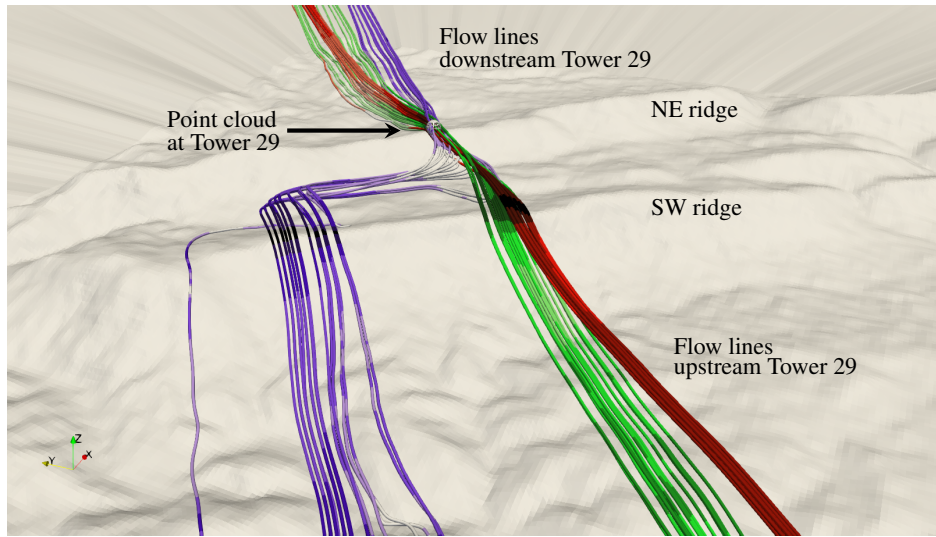 Flow lines
downstream Tower 29
NE ridge
Point cloud
at Tower 29
SW ridge
Flow lines
upstream Tower 29
Z
Y
X